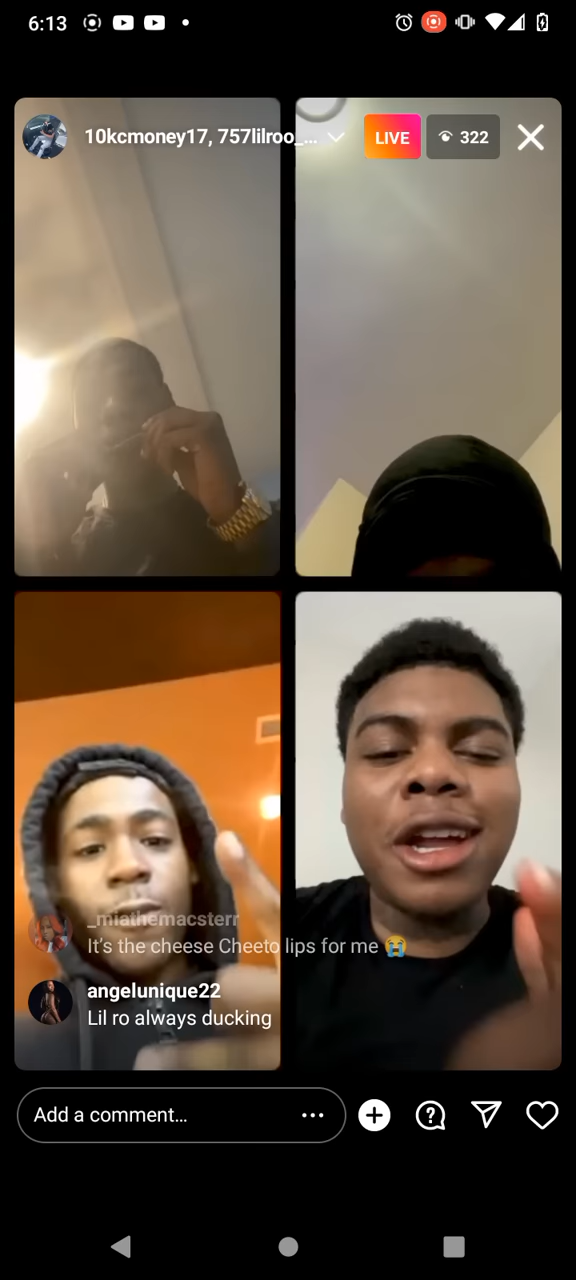 6:13
10kcmoney17, 757lilroo_...
LIVE
322
_miathemacsterr
It's the cheese Cheeto lips for me 😭
angelunique22
Lil ro always ducking
Add a comment...